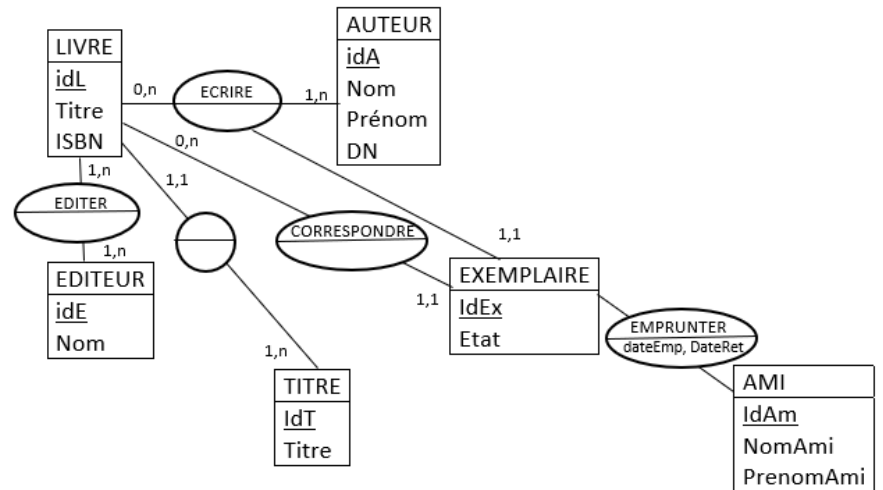 AUTEUR
idA
Nom
Prénom
DN
LIVRE
idL
Titre
ISBN
0,n
ECRIRE
1,n
0,n
1,n
1,1
EDITER
1,n
CORRESPONDRE
1,1
1,1
EDITEUR
idE
Nom
EXEMPLAIRE
IdEx
Etat
EMPRUNTER
dateEmp, DateRet
1,n
TITRE
IdT
Titre
AMI
IdAm
NomAmi
PrenomAmi